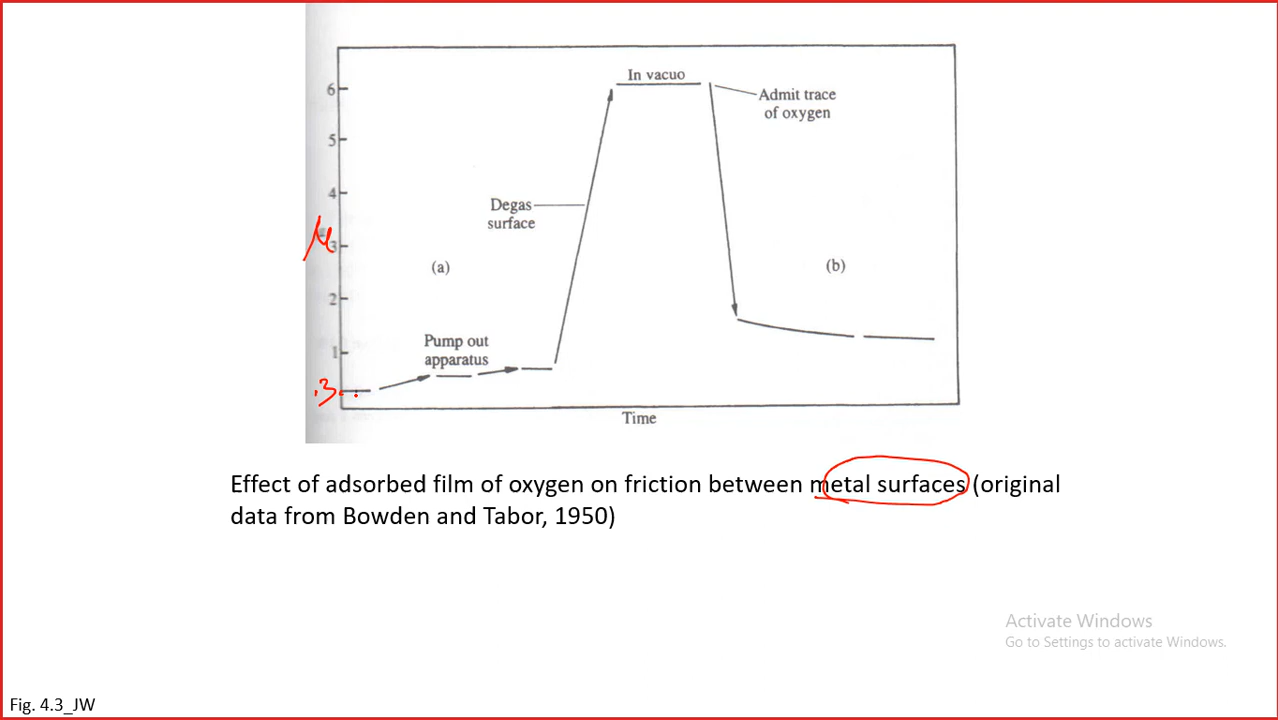 In vacuo
6
Admit trace
of oxygen
5
4
Degas
surface
μ
3
(a)
(b)
2
Pump out
1
apparatus
.3
Time
Effect of adsorbed film of oxygen on friction between metal surfaces (original
data from Bowden and Tabor, 1950)
Activate Windows
Go to Settings to activate Windows.
Fig. 4.3_JW